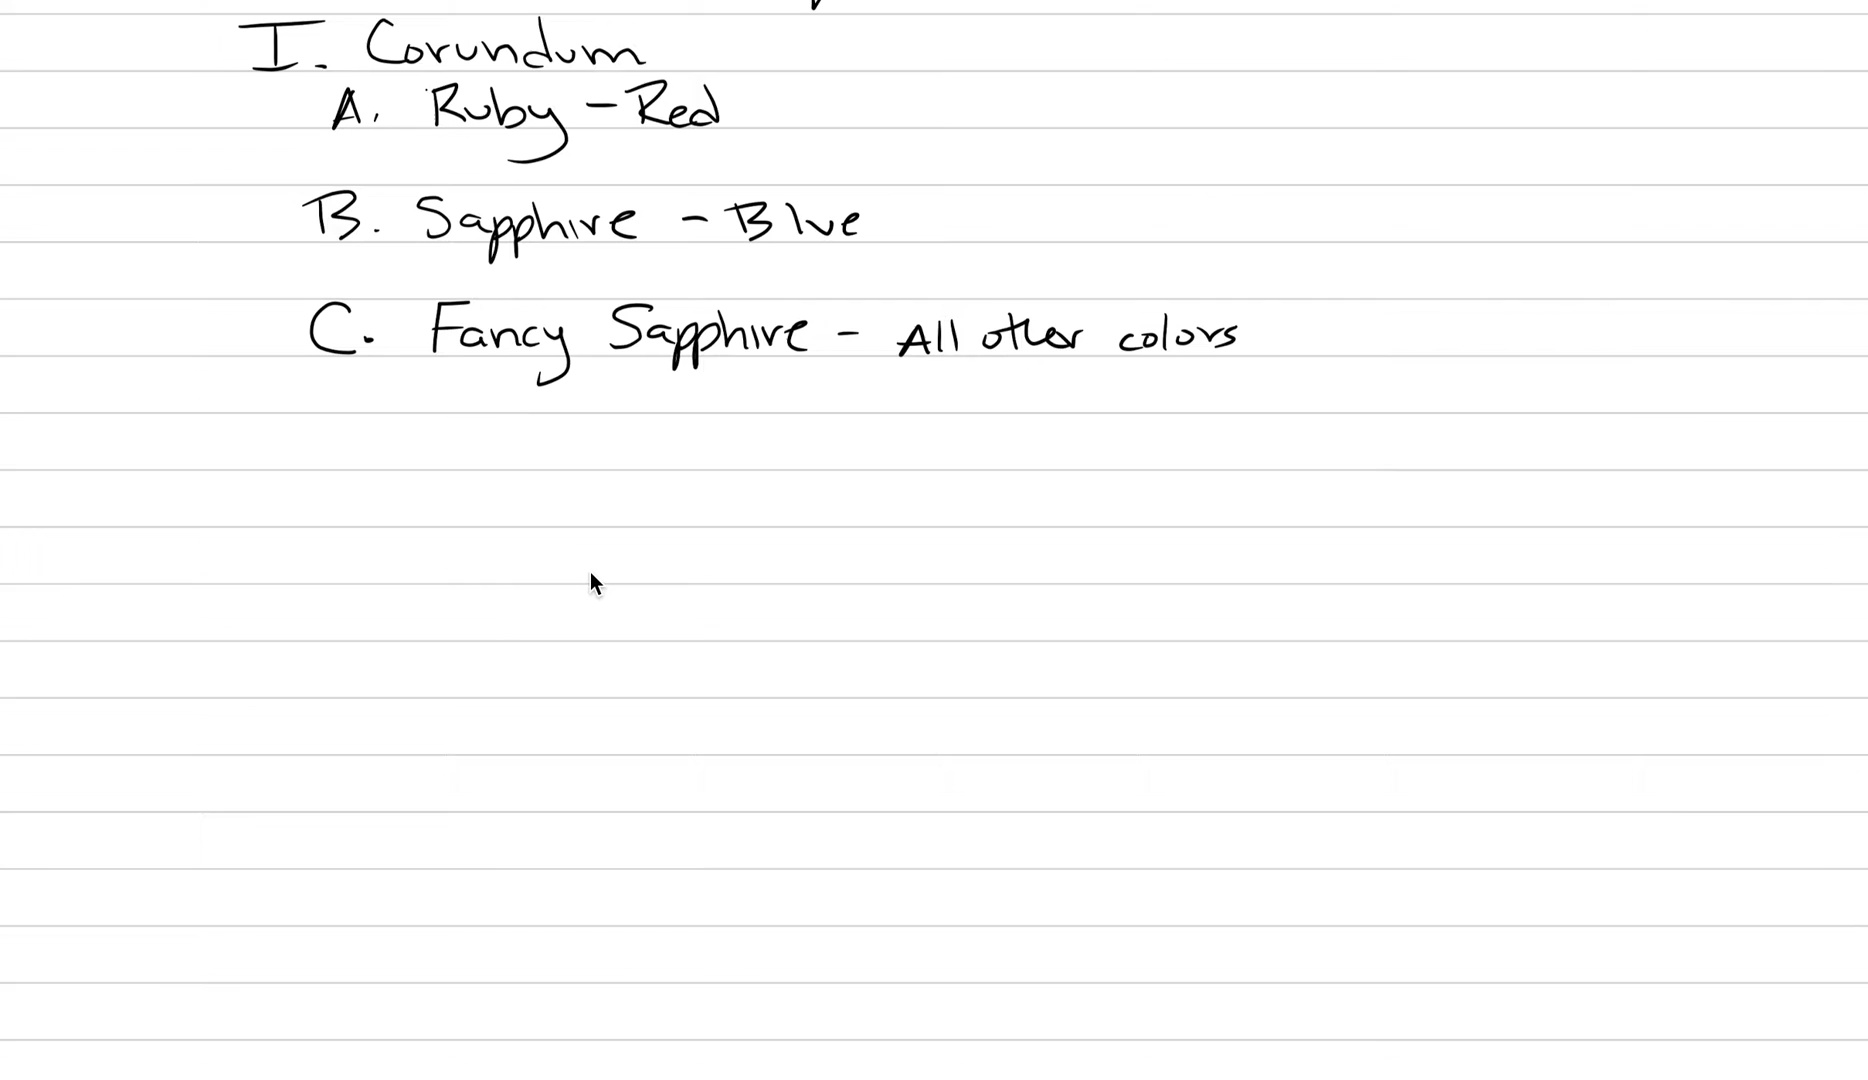 I. Corundum
A. Ruby - Red
B. Sapphire - Blue
C. Fancy Sapphire - All other colors